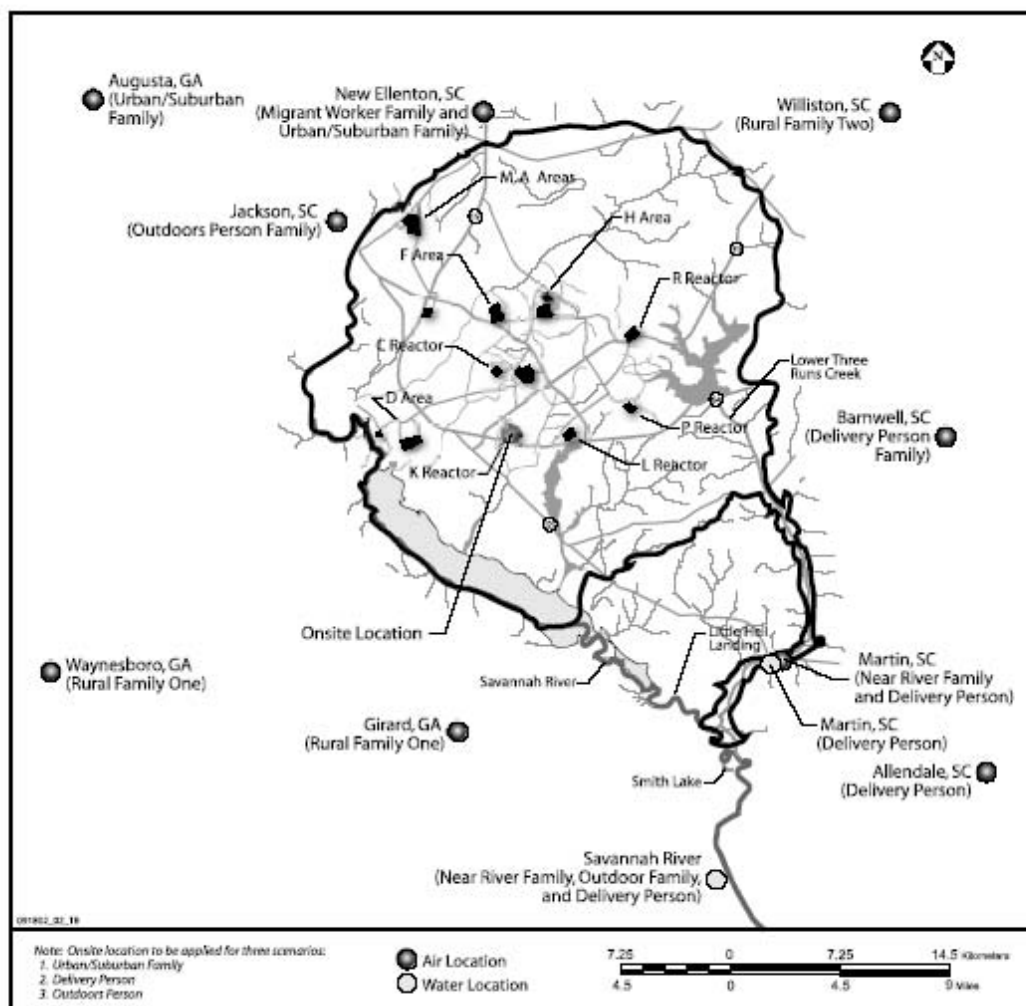 N
Augusta, GA
(Urban/Suburban
Family)
New Ellenton, SC
(Migrant Worker Family and
Urban/Suburban Family)
Williston, SC
(Rural Family Two)
M.A Areas
Jackson, SC
(Outdoors Person Family)
H Area
F Area
R Reactor
C Reactor
Lower Three
Runs Creek
D Area
P Reactor
Barnwell, SC
(Delivery Person
Family)
K Reactor
L Reactor
Onsite Location
Little Hell
Landing
Waynesboro, GA
(Rural Family One)
Savannah River
Martin, SC
(Near River Family
and Delivery Person)
Girard, GA
(Rural Family One)
Martin, SC
(Delivery Person)
Smith Lake
Allendale, SC
(Delivery Person)
Savannah River
(Near River Family, Outdoor Family,
and Delivery Person)
Note: Onsite location to be applied for three scenarios:
1. Urban/Suburban Family
2. Delivery Person
3. Outdoors Person
Air Location
Water Location
7.25 0 7.25 14.5 Kilometers
4.5 0 4.5 9 Miles